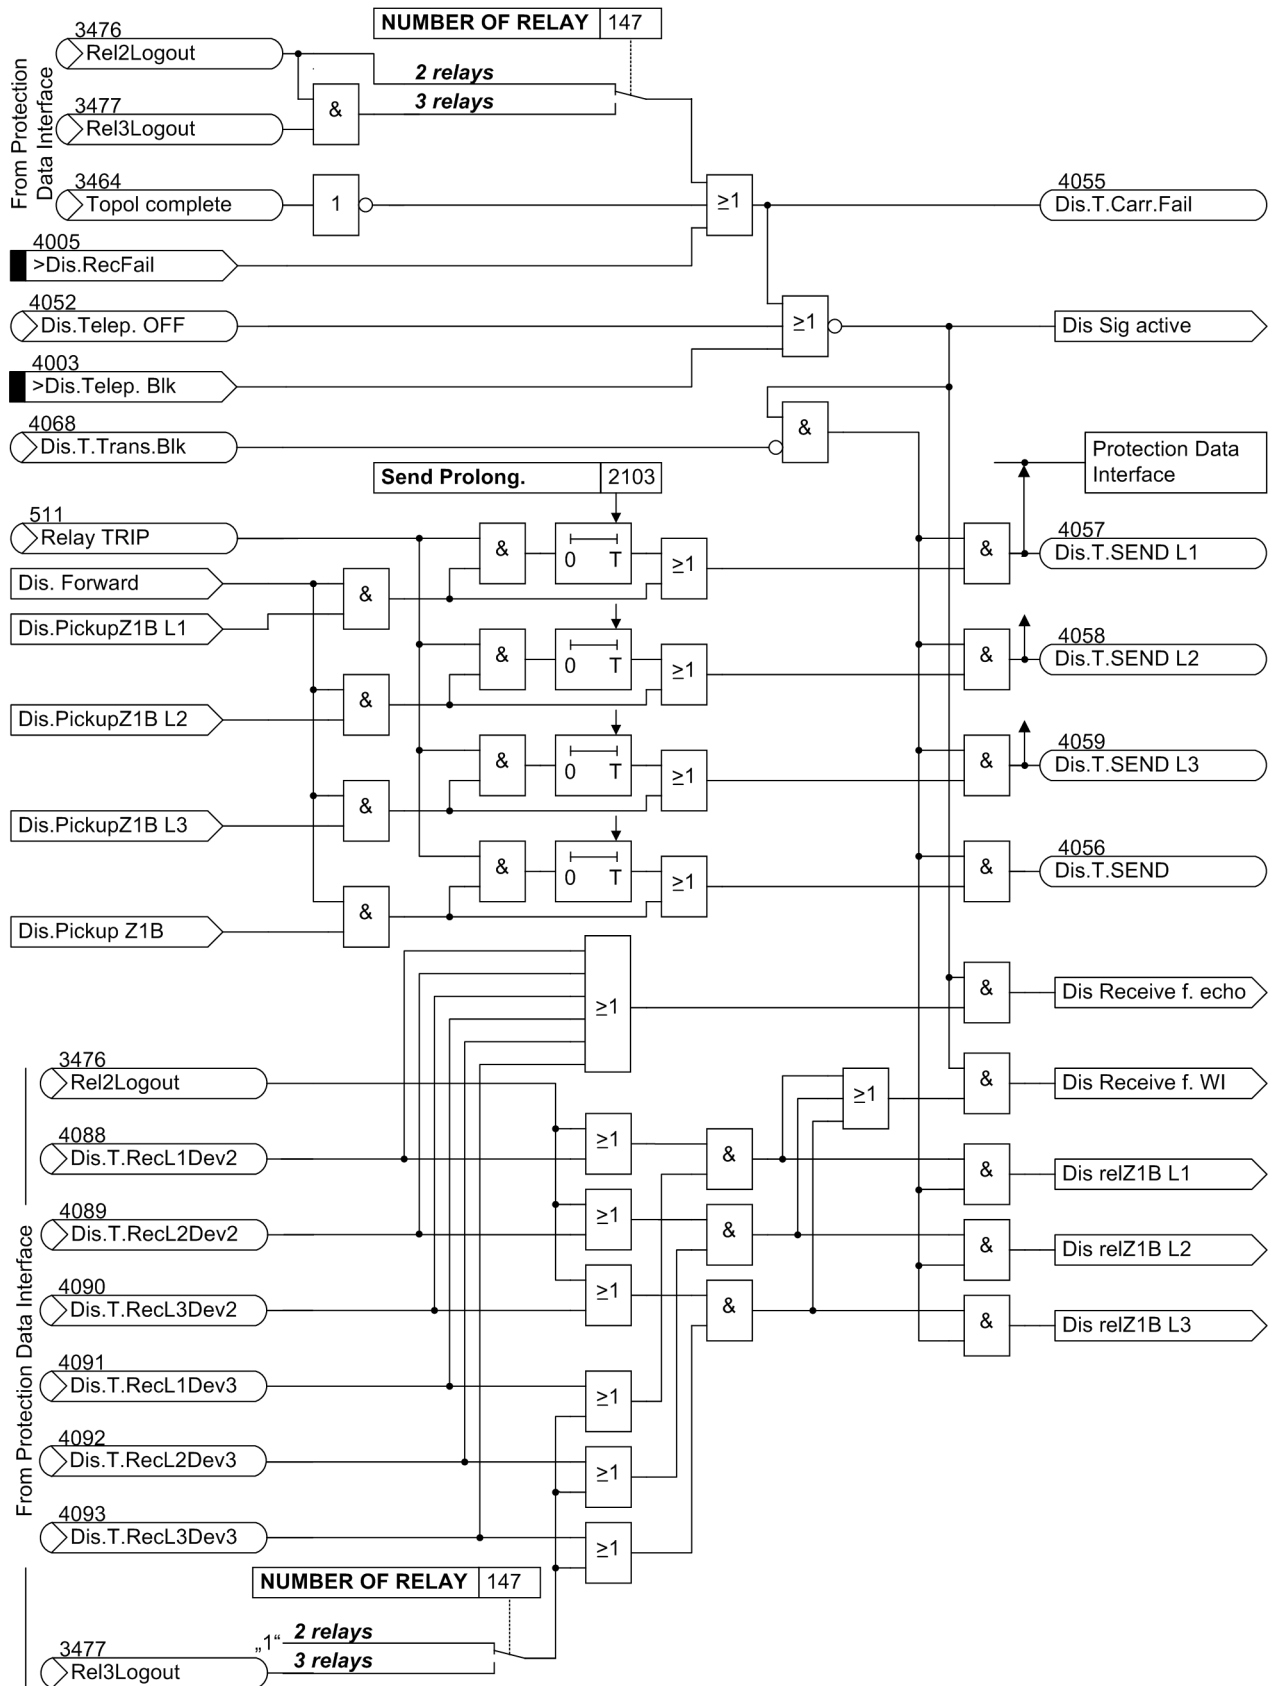 NUMBER OF RELAY 147
From Protection
Data Interface
3476
Rel2Logout
2 relays
3 relays
3477
Rel3Logout
&
3464
Topol complete
1
≥1
4055
Dis.T.Carr.Fail
4005
>Dis.RecFail
4052
Dis.Telep. OFF
≥1
Dis Sig active
4003
>Dis.Telep. Blk
4068
Dis.T.Trans.Blk
&
Protection Data
Interface
Send Prolong. 2103
511
Relay TRIP
&
0 T
≥1
&
4057
Dis.T.SEND L1
Dis. Forward
&
Dis.PickupZ1B L1
&
0 T
≥1
&
4058
Dis.T.SEND L2
&
Dis.PickupZ1B L2
&
0 T
≥1
&
4059
Dis.T.SEND L3
&
Dis.PickupZ1B L3
&
0 T
≥1
&
4056
Dis.T.SEND
&
Dis.Pickup Z1B
≥1
&
Dis Receive f. echo
From Protection Data Interface
3476
Rel2Logout
≥1
&
Dis Receive f. WI
4088
Dis.T.RecL1Dev2
≥1
&
&
Dis relZ1B L1
4089
Dis.T.RecL2Dev2
≥1
&
&
Dis relZ1B L2
4090
Dis.T.RecL3Dev2
≥1
&
&
Dis relZ1B L3
4091
Dis.T.RecL1Dev3
≥1
4092
Dis.T.RecL2Dev3
≥1
4093
Dis.T.RecL3Dev3
≥1
NUMBER OF RELAY 147
„1“ 2 relays
3 relays
3477
Rel3Logout